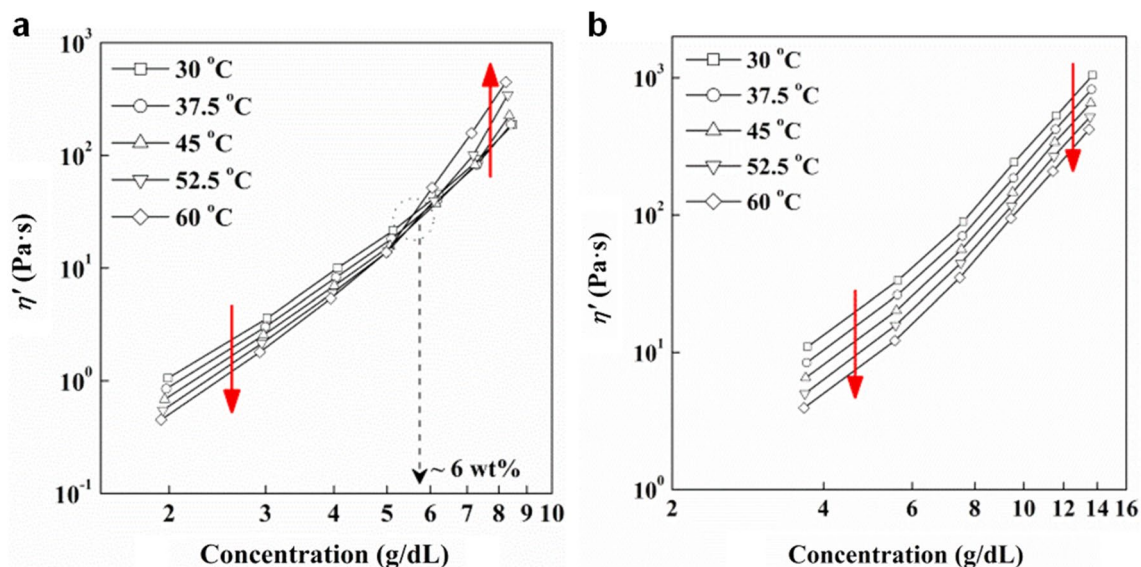 a
10³
10²
10¹
10⁰
10⁻¹
η′ (Pa·s)
30 °C
37.5 °C
45 °C
52.5 °C
60 °C
~ 6 wt%
2 3 4 5 6 7 8 9 10
Concentration (g/dL)
b
10³
10²
10¹
10⁰
η′ (Pa·s)
30 °C
37.5 °C
45 °C
52.5 °C
60 °C
2 4 6 8 10 12 14 16
Concentration (g/dL)